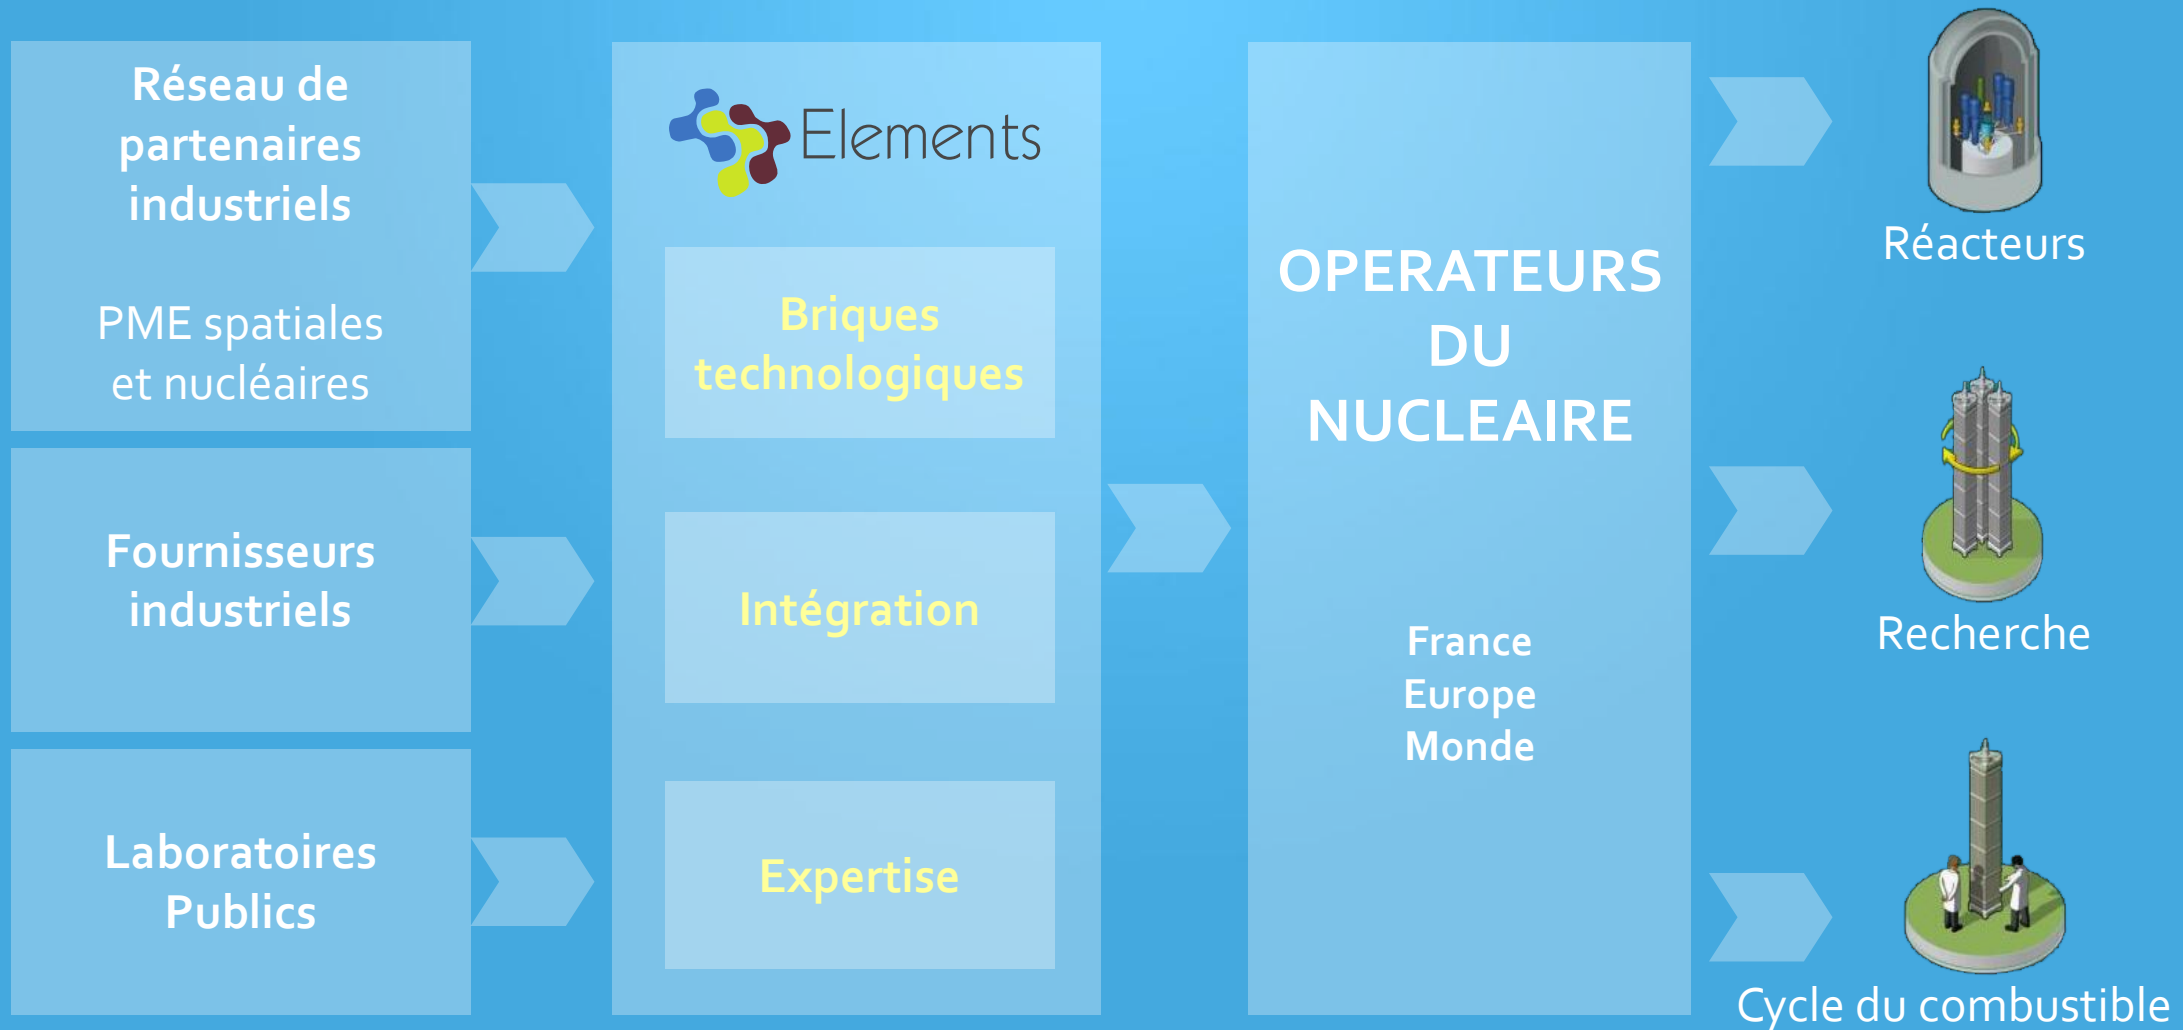 Réseau de
partenaires
industriels
PME spatiales
et nucléaires
Fournisseurs
industriels
Laboratoires
Publics
Elements
Briques
technologiques
Intégration
Expertise
OPERATEURS
DU
NUCLEAIRE
France
Europe
Monde
Réacteurs
Recherche
Cycle du combustible